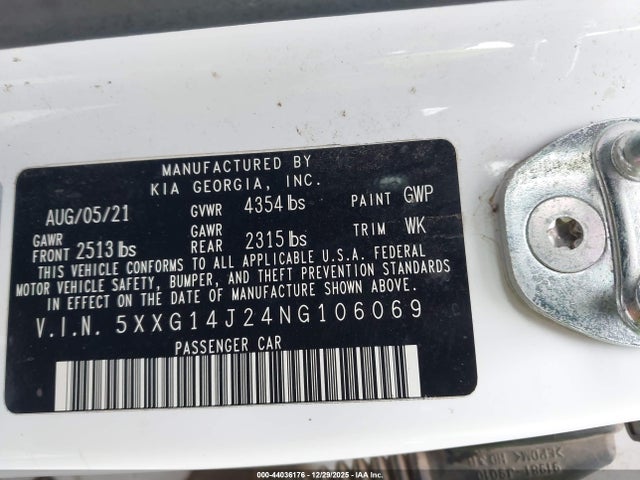 MANUFACTURED BY
KIA GEORGIA, INC.
AUG/05/21 GVWR 4354 lbs PAINT GWP
GAWR FRONT 2513 lbs GAWR REAR 2315 lbs TRIM WK
THIS VEHICLE CONFORMS TO ALL APPLICABLE U.S.A. FEDERAL
MOTOR VEHICLE SAFETY, BUMPER, AND THEFT PREVENTION STANDARDS
IN EFFECT ON THE DATE OF MANUFACTURE SHOWN ABOVE.
V.I.N. 5XXG14J24NG106069
PASSENGER CAR
000-44036176 • 12/29/2025 • IAAI.COM